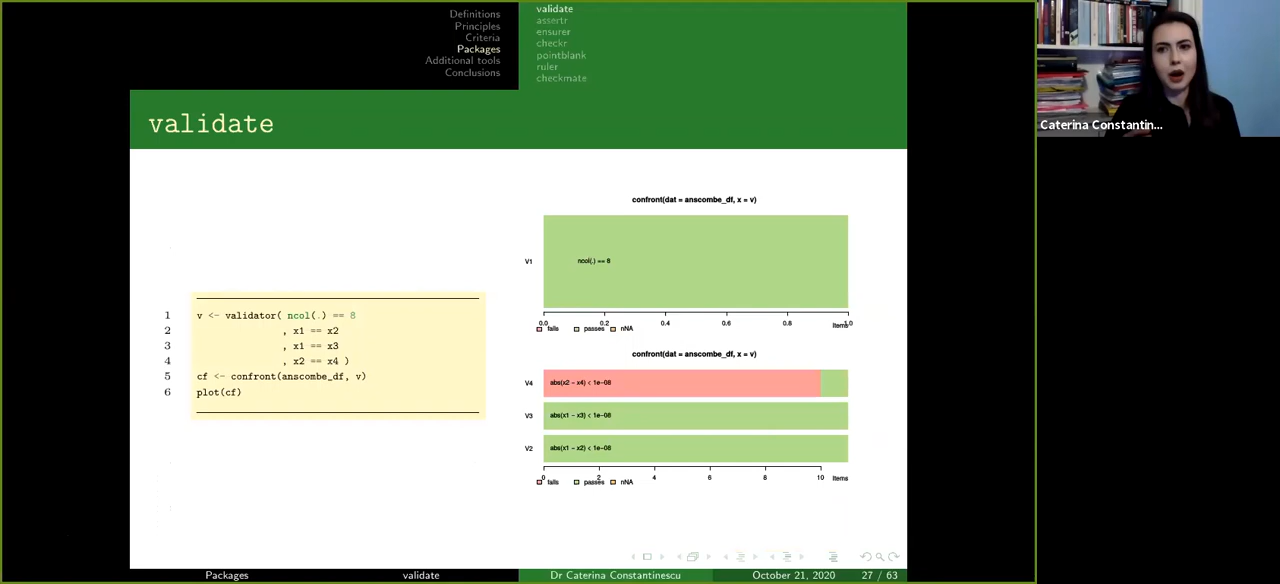 Definitions
Principles
Criteria
Packages
Additional tools
Conclusions
validate
assertr
ensurer
checkr
pointblank
ruler
checkmate
Caterina Constantin...
validate
1 v <- validator( ncol(.) == 8
2 , x1 == x2
3 , x1 == x3
4 , x2 == x4 )
5 cf <- confront(anscombe_df, v)
6 plot(cf)
confront(dat = anscombe_df, x = v)
V1
ncol(.) == 8
0.0 0.2 0.4 0.6 0.8 1.0
Items
fails passes nNA
confront(dat = anscombe_df, x = v)
V4 abs(x2 - x4) < 1e-08
V3 abs(x1 - x3) < 1e-08
V2 abs(x1 - x2) < 1e-08
0 2 4 6 8 10 Items
fails passes nNA
Packages validate Dr Caterina Constantinescu October 21, 2020 27 / 63